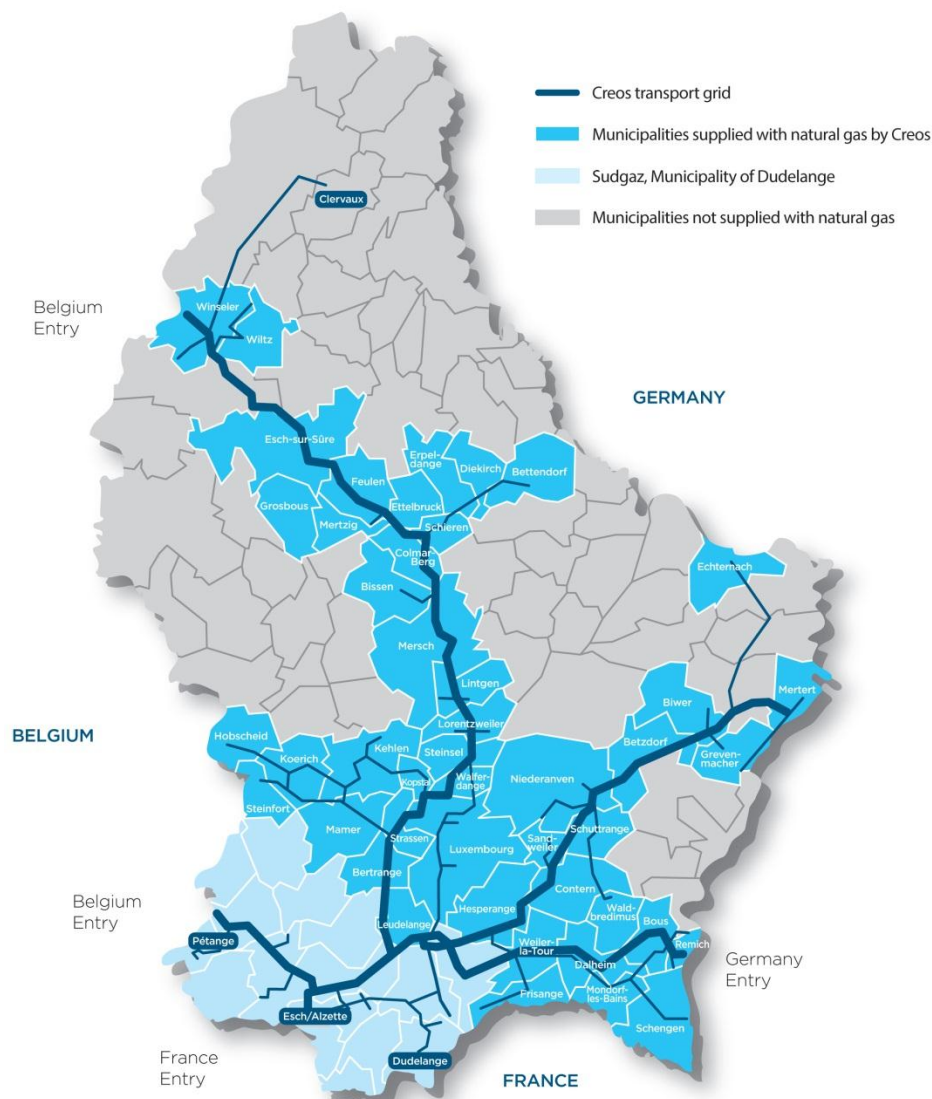 Creos transport grid
Municipalities supplied with natural gas by Creos
Sudgaz, Municipality of Dudelange
Municipalities not supplied with natural gas
Clervaux
Belgium
Entry
Winseler
Wiltz
GERMANY
Esch-sur-Sûre
Erpel-
dange
Diekirch
Bettendorf
Feulen
Grosbous
Ettelbruck
Mertzig
Schieren
Colmar
Berg
Echternach
Bissen
Mersch
Lintgen
Mertert
Biwer
Lorentzweiler
BELGIUM
Hobscheid
Kehlen
Steinsel
Betzdorf
Greven-
macher
Koerich
Kopstal
Walfer-
dange
Niederanven
Steinfort
Mamer
Strassen
Sand-
weiler
Schuttrange
Luxembourg
Bertrange
Contern
Hesperange
Wald-
bredimus
Belgium
Entry
Leudelange
Bous
Pétange
Weiler-
la-Tour
Remich
Dalheim
Germany
Entry
Frisange
Mondorf-
les-Bains
Esch/Alzette
Schengen
France
Entry
Dudelange
FRANCE